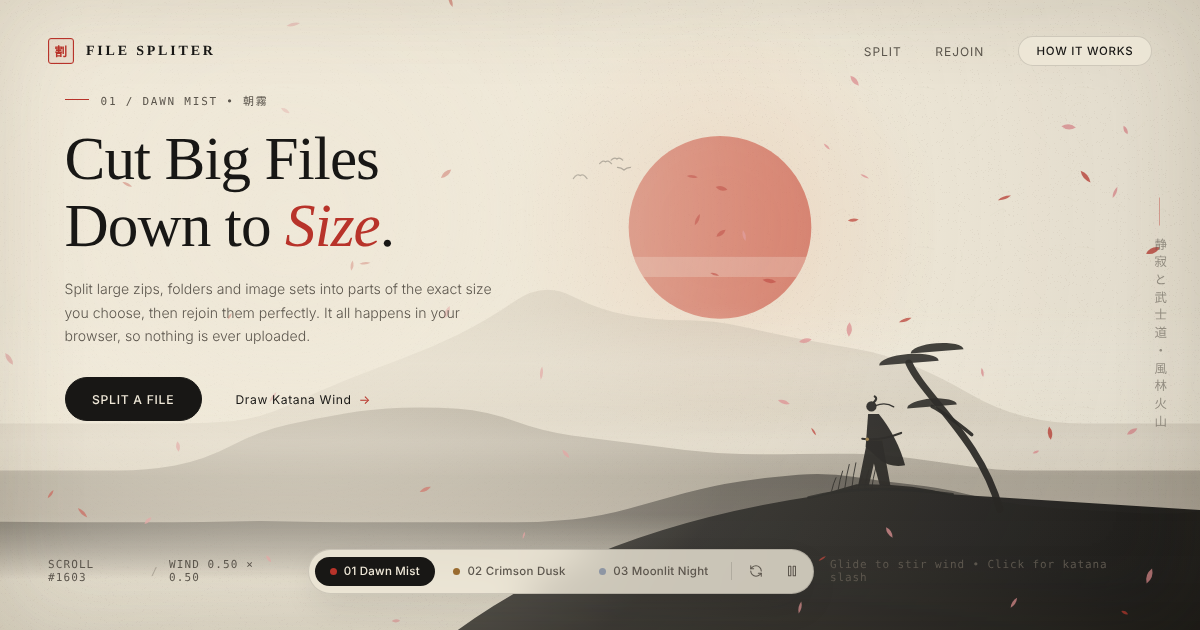 割 FILE SPLITER
SPLIT REJOIN HOW IT WORKS
01 / DAWN MIST • 朝霧
Cut Big Files
Down to Size.
Split large zips, folders and image sets into parts of the exact size
you choose, then rejoin them perfectly. It all happens in your
browser, so nothing is ever uploaded.
SPLIT A FILE Draw Katana Wind →
静寂と武士道・風林火山
SCROLL
#1603
/
WIND 0.50 ×
0.50
01 Dawn Mist 02 Crimson Dusk 03 Moonlit Night
Glide to stir wind • Click for katana
slash